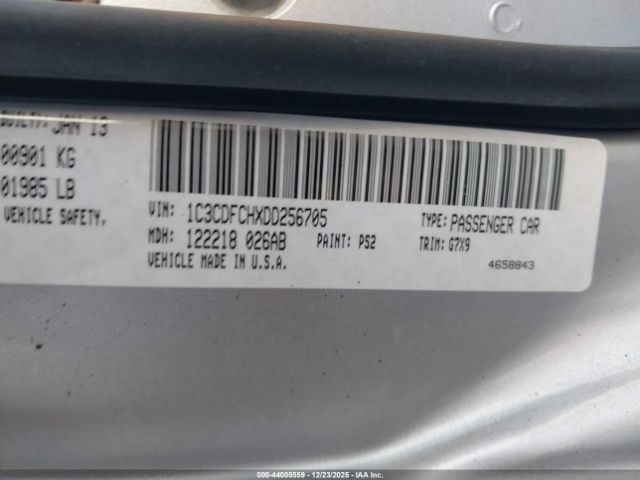 JAN 13
00901 KG
01985 LB
VEHICLE SAFETY,
VIN: 1C3CDFCHXDD256705 TYPE: PASSENGER CAR
MDH: 122218 026AB PAINT: PS2 TRIM: G7X9
VEHICLE MADE IN U.S.A. 4658843
000-44008559 - 12/23/2025 - IAA Inc.